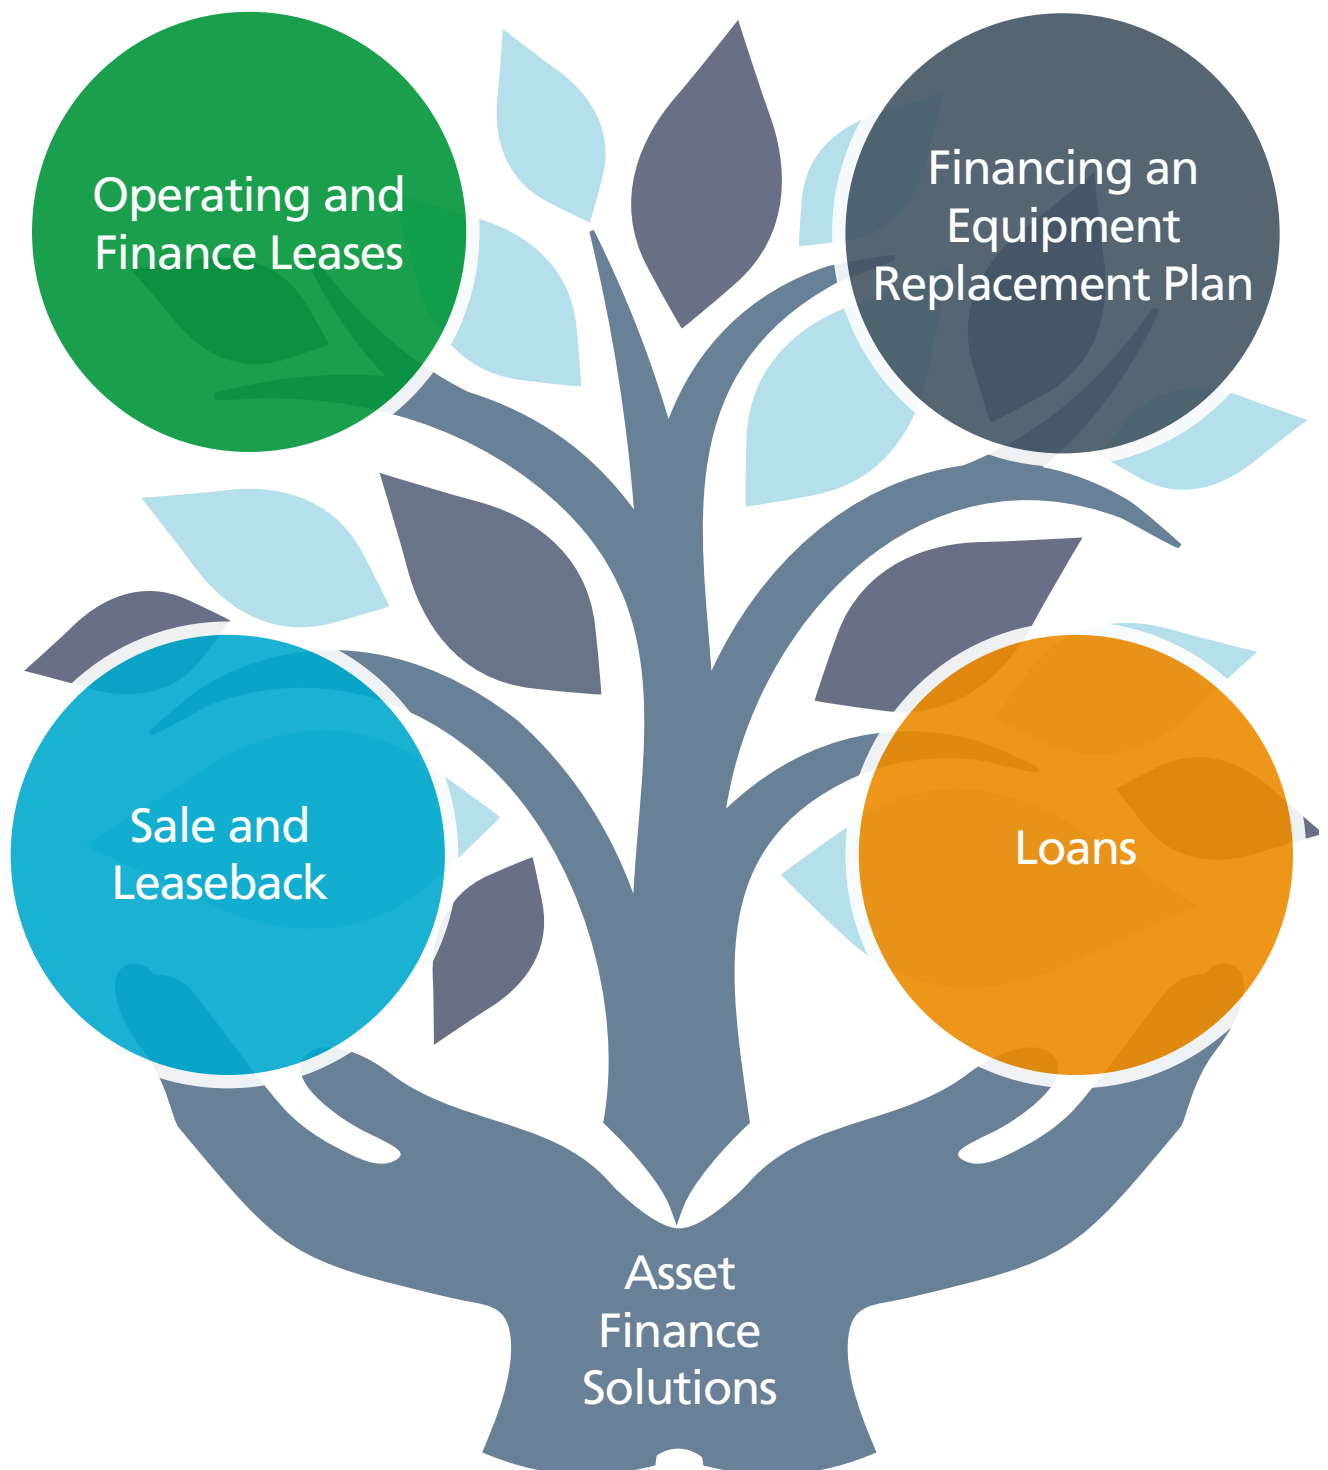 Operating and
Finance Leases
Financing an
Equipment
Replacement Plan
Sale and
Leaseback
Loans
Asset
Finance
Solutions